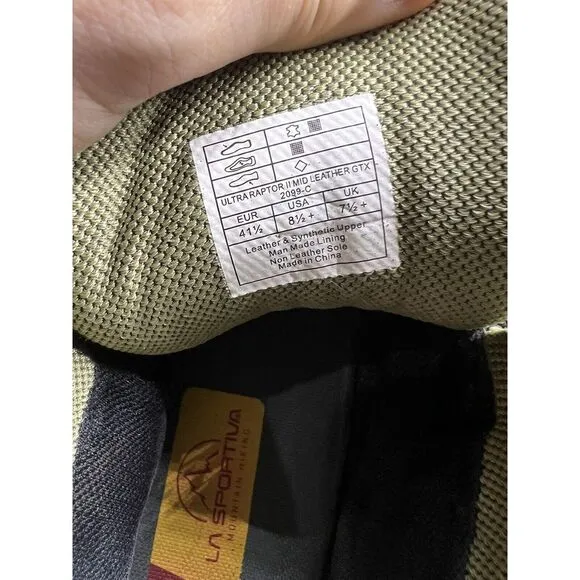 ULTRA RAPTOR II MID LEATHER GTX
2099-C
EUR USA UK
41½ 8½ + 7½ +
Leather & Synthetic Upper
Man Made Lining
Non Leather Sole
Made in China
LA SPORTIVA
MOUNTAIN HIKING